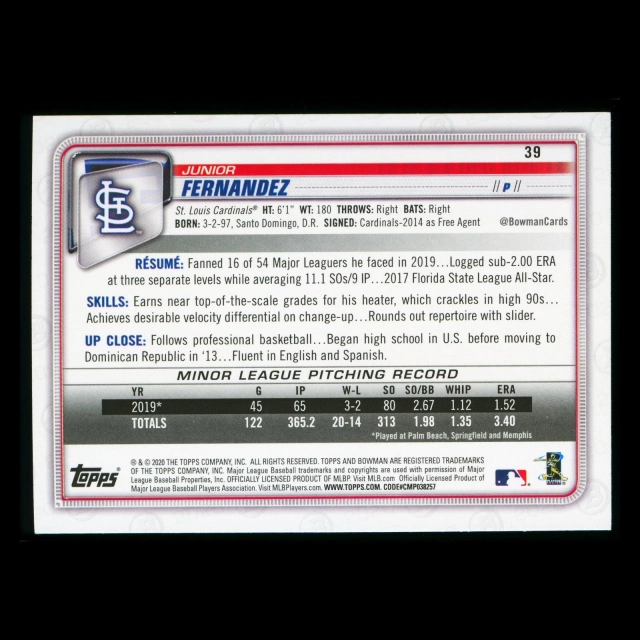 39
JUNIOR
FERNANDEZ // P //
STL
St. Louis Cardinals® HT: 6'1" WT: 180 THROWS: Right BATS: Right
BORN: 3-2-97, Santo Domingo, D.R. SIGNED: Cardinals-2014 as Free Agent @BowmanCards
RÉSUMÉ: Fanned 16 of 54 Major Leaguers he faced in 2019...Logged sub-2.00 ERA
at three separate levels while averaging 11.1 SOs/9 IP...2017 Florida State League All-Star.
SKILLS: Earns near top-of-the-scale grades for his heater, which crackles in high 90s...
Achieves desirable velocity differential on change-up...Rounds out repertoire with slider.
UP CLOSE: Follows professional basketball...Began high school in U.S. before moving to
Dominican Republic in '13...Fluent in English and Spanish.
MINOR LEAGUE PITCHING RECORD
YR G IP W-L SO SO/BB WHIP ERA
2019* 45 65 3-2 80 2.67 1.12 1.52
TOTALS 122 365.2 20-14 313 1.98 1.35 3.40
*Played at Palm Beach, Springfield and Memphis
Topps®
® & © 2020 THE TOPPS COMPANY, INC. ALL RIGHTS RESERVED. TOPPS AND BOWMAN ARE REGISTERED TRADEMARKS
OF THE TOPPS COMPANY, INC. Major League Baseball trademarks and copyrights are used with permission of Major
League Baseball Properties, Inc. OFFICIALLY LICENSED PRODUCT OF MLBP. Visit MLB.com Officially Licensed Product of
Major League Baseball Players Association. Visit MLBPlayers.com. WWW.TOPPS.COM. CODE#CMP038257